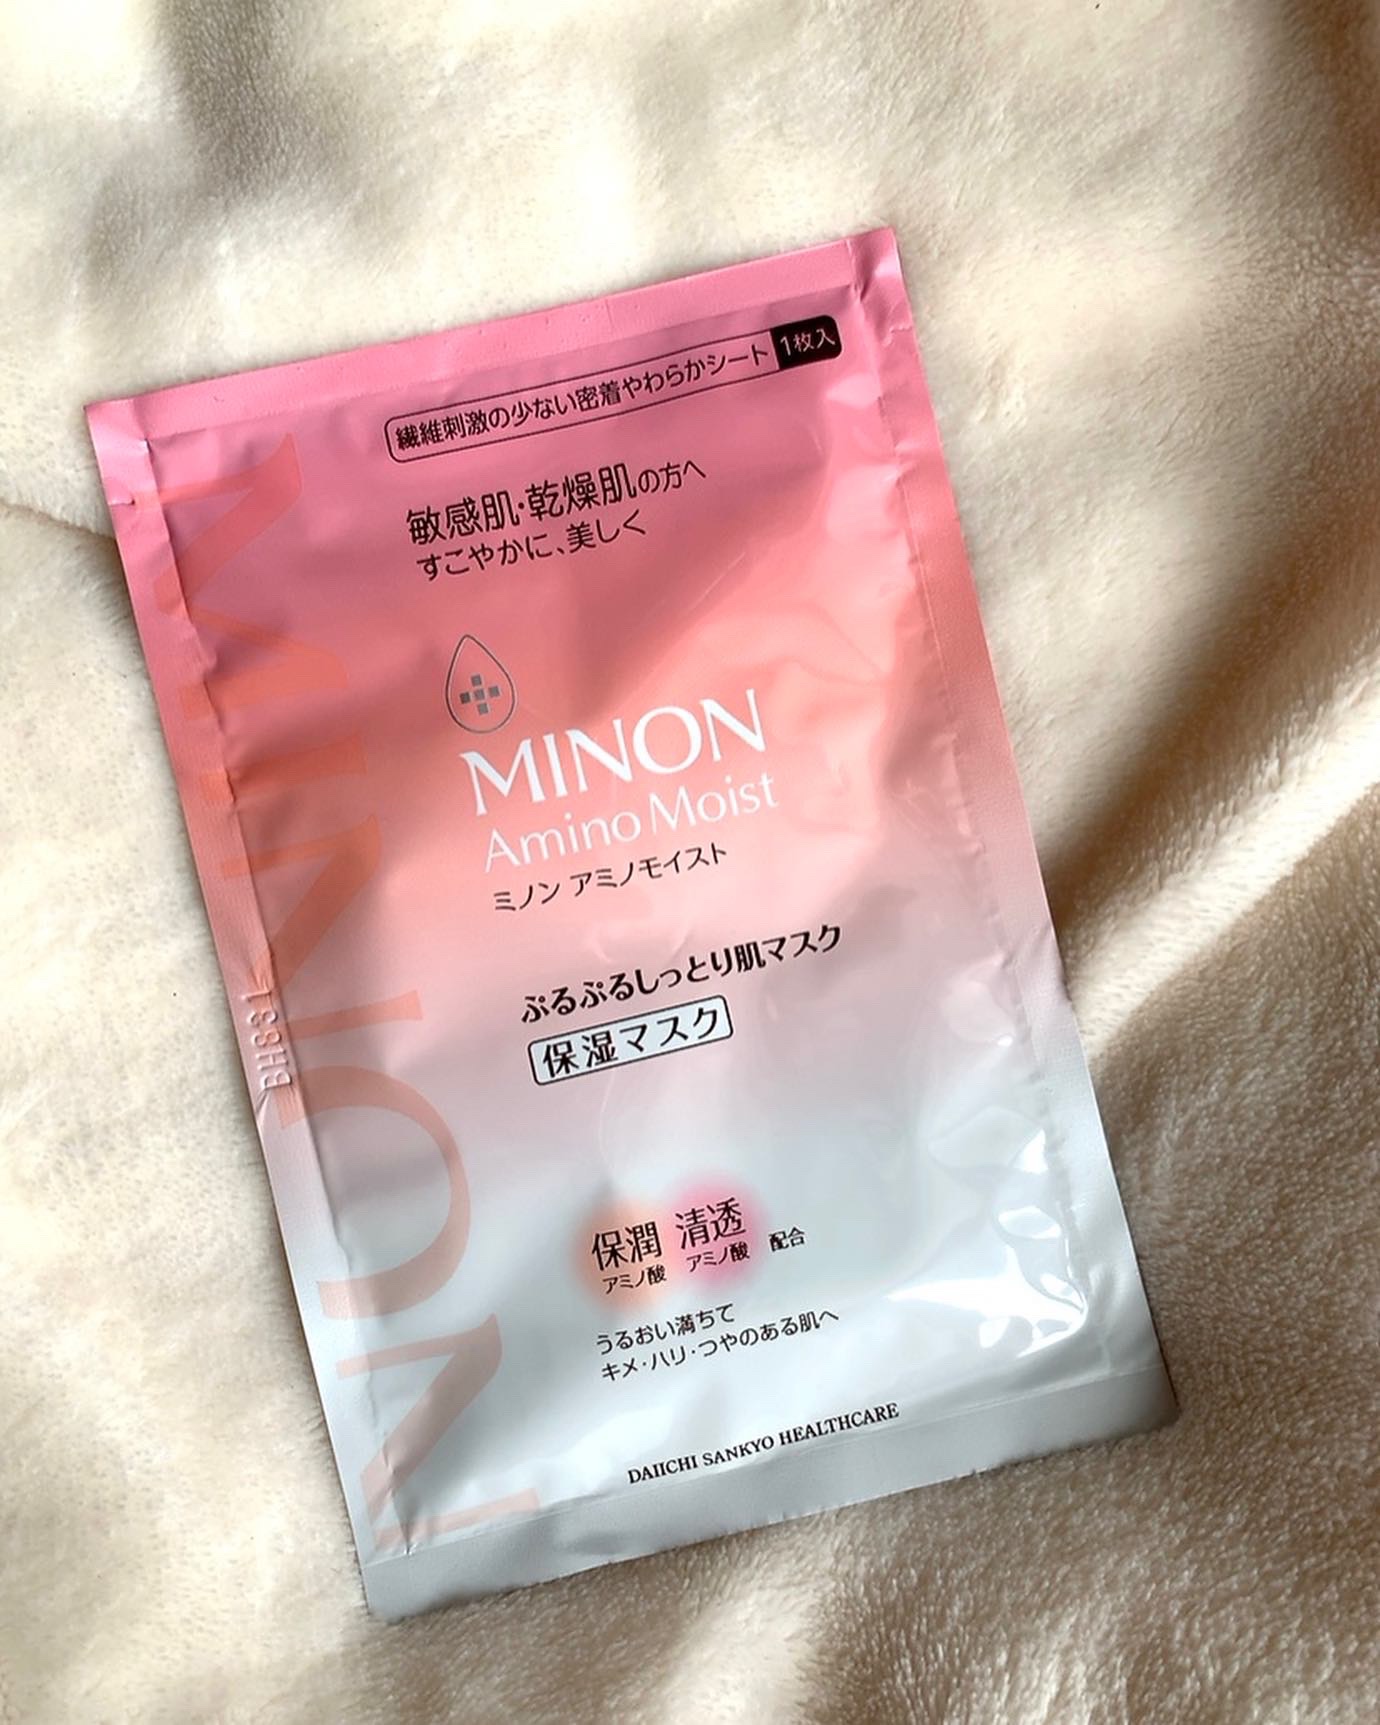 繊維刺激の少ない密着やわらかシート 1枚入
敏感肌・乾燥肌の方へ
すこやかに、美しく
MINON
Amino Moist
ミノン アミノモイスト
ぷるぷるしっとり肌マスク
保湿マスク
保潤 清透
アミノ酸 アミノ酸 配合
うるおい満ちて
キメ・ハリ・つやのある肌へ
DAIICHI SANKYO HEALTHCARE
MINON
BH831